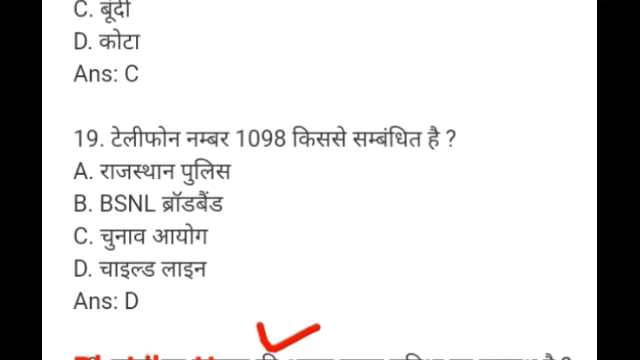 C. बूंदी
D. कोटा
Ans: C
19. टेलीफोन नम्बर 1098 किससे सम्बंधित है ?
A. राजस्थान पुलिस
B. BSNL ब्रॉडबैंड
C. चुनाव आयोग
D. चाइल्ड लाइन
Ans: D